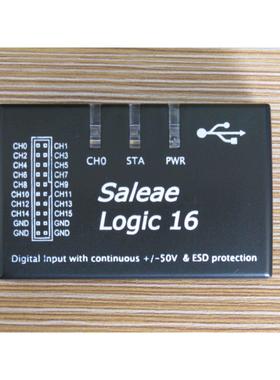 CH0 STA PWR
CH0 CH1
CH2 CH3
CH4 CH5
CH6 CH7
CH8 CH9
CH10 CH11
CH12 CH13
CH14 CH15
GND GND
GND GND
Saleae
Logic 16
Digital Input with continuous +/-50V & ESD protection